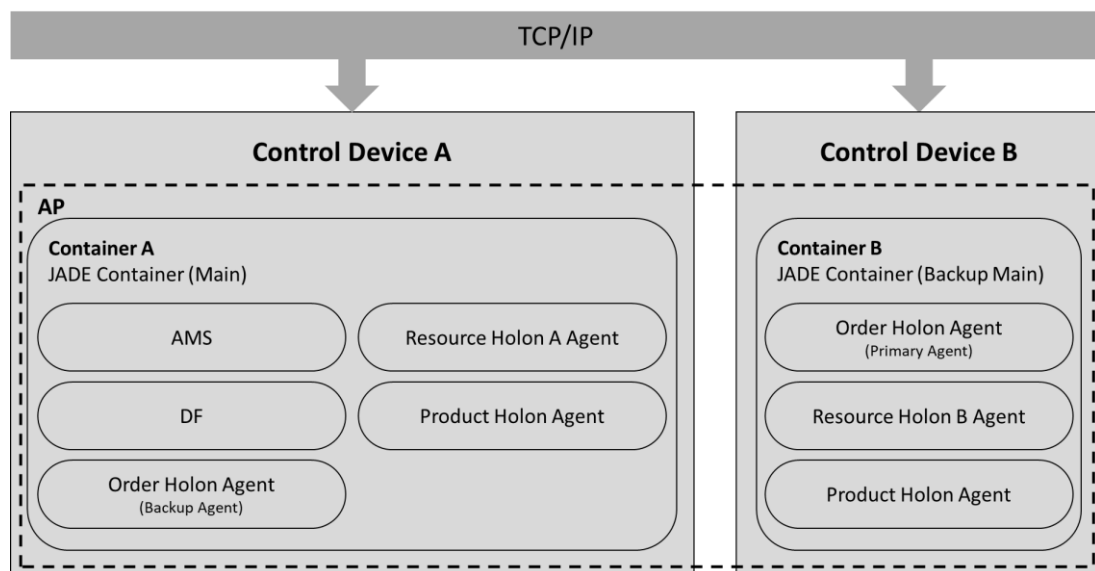 TCP/IP
Control Device A
AP
Container A
JADE Container (Main)
AMS
Resource Holon A Agent
DF
Product Holon Agent
Order Holon Agent
(Backup Agent)
Control Device B
Container B
JADE Container (Backup Main)
Order Holon Agent
(Primary Agent)
Resource Holon B Agent
Product Holon Agent